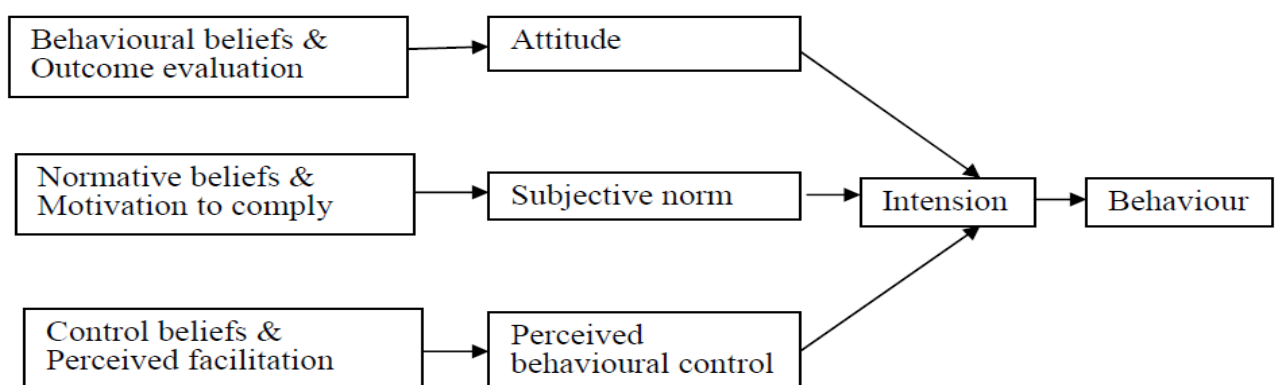 Behavioural beliefs &
Outcome evaluation
Attitude
Normative beliefs &
Motivation to comply
Subjective norm
Intension
Behaviour
Control beliefs &
Perceived facilitation
Perceived
behavioural control